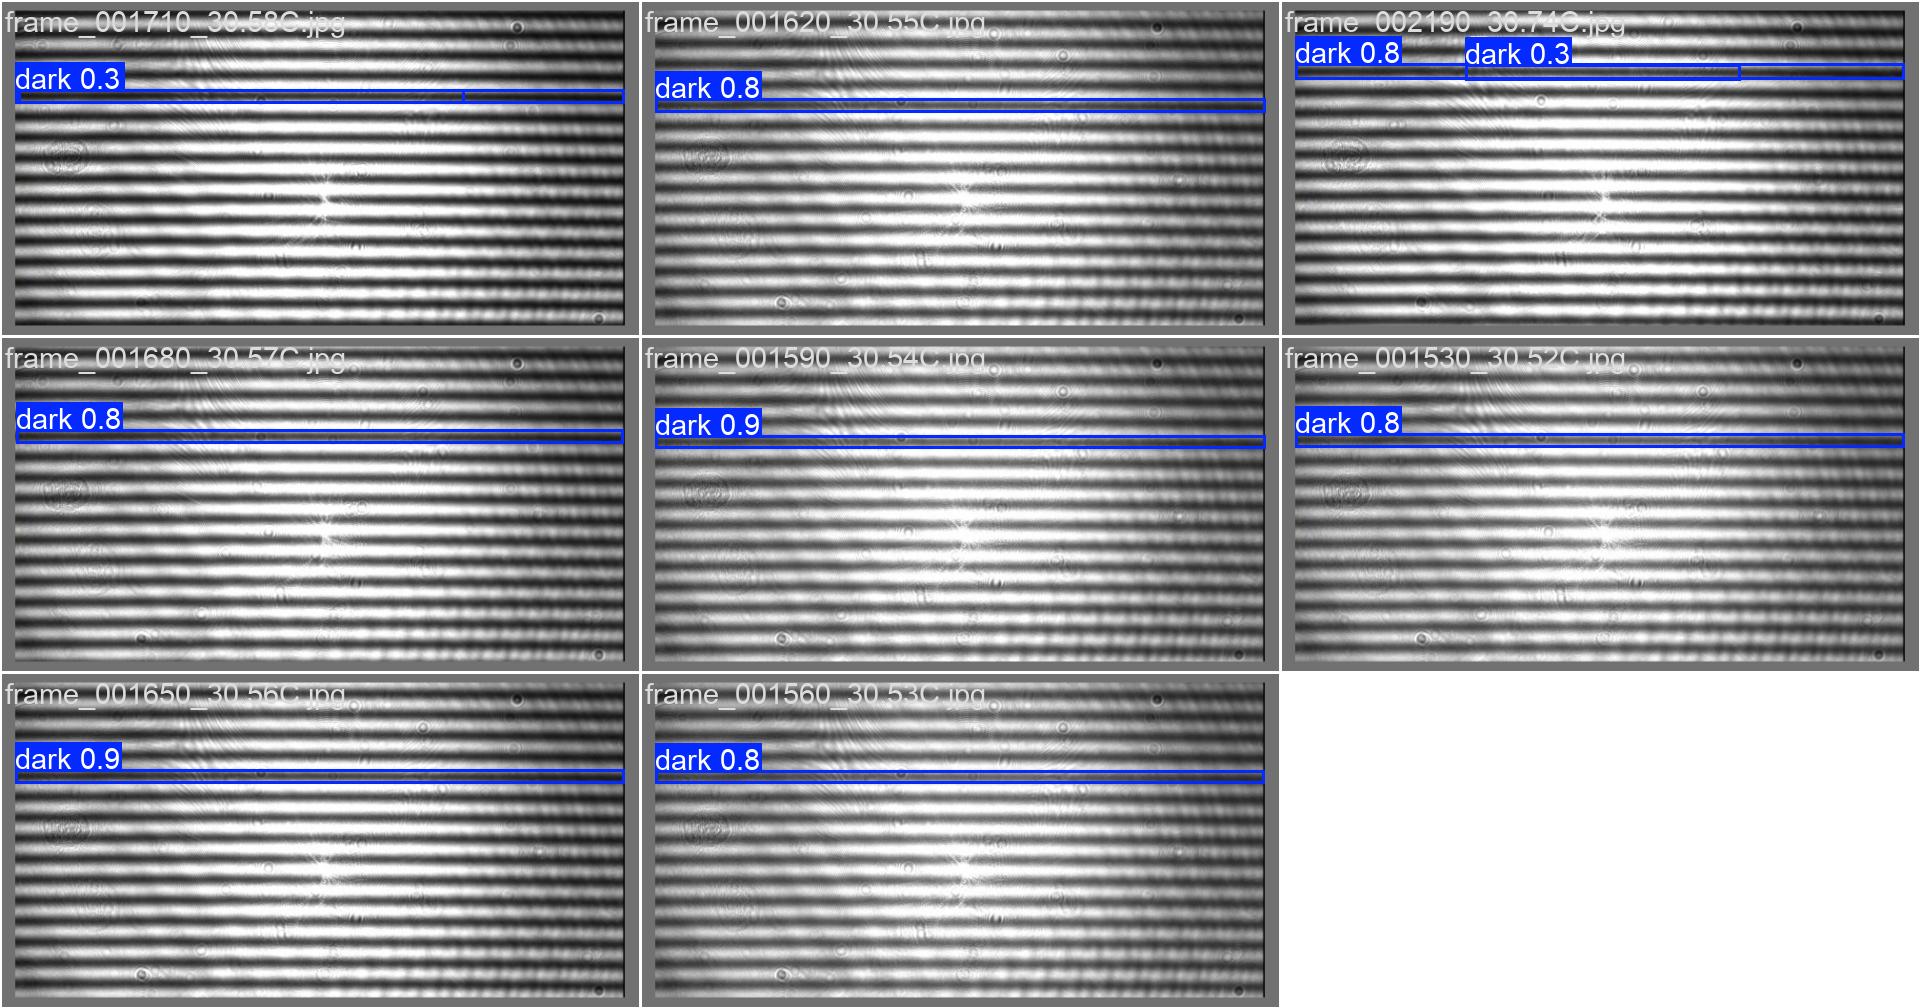 frame_001710_30.58C.jpg
dark 0.3
frame_001620_30.55C.jpg
dark 0.8
frame_002190_30.74C.jpg
dark 0.8
dark 0.3
frame_001680_30.57C.jpg
dark 0.8
frame_001590_30.54C.jpg
dark 0.9
frame_001530_30.52C.jpg
dark 0.8
frame_001650_30.56C.jpg
dark 0.9
frame_001560_30.53C.jpg
dark 0.8